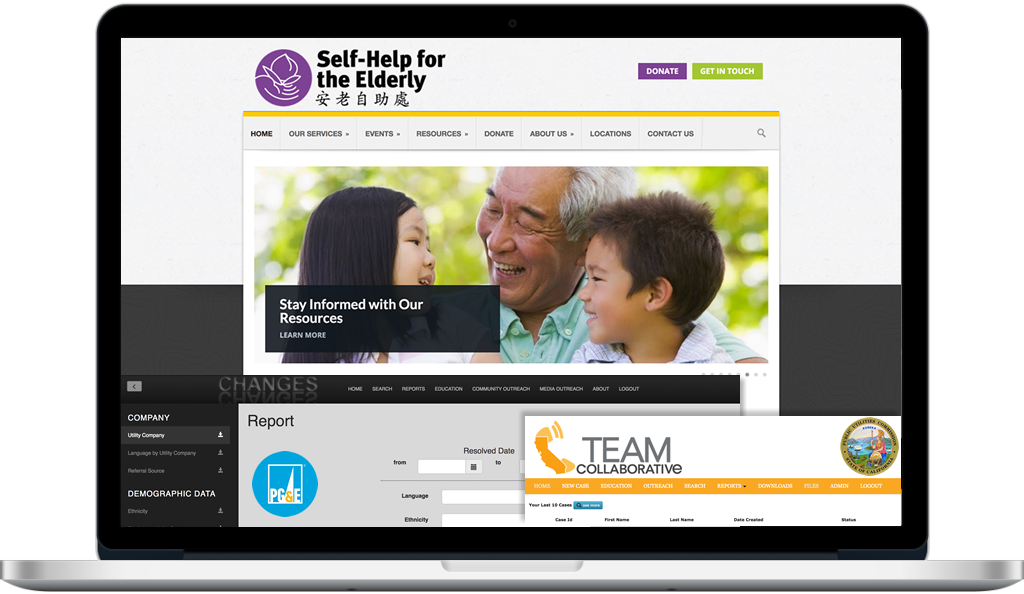 Self-Help for
the Elderly
安老自助處
DONATE
GET IN TOUCH
HOME
OUR SERVICES »
EVENTS »
RESOURCES »
DONATE
ABOUT US »
LOCATIONS
CONTACT US
Stay Informed with Our
Resources
LEARN MORE
CHANGES
HOME SEARCH REPORTS EDUCATION COMMUNITY OUTREACH MEDIA OUTREACH ABOUT LOGOUT
COMPANY
Utility Company
Language by Utility Company
Referral Source
DEMOGRAPHIC DATA
Ethnicity
Report
PG&E
Resolved Date
from
to
Language
Ethnicity
TEAM
COLLABORATIVE
HOME NEW CASE EDUCATION OUTREACH SEARCH REPORTS DOWNLOADS FILES ADMIN LOGOUT
Your Last 10 Cases
see more
Case Id First Name Last Name Date Created Status